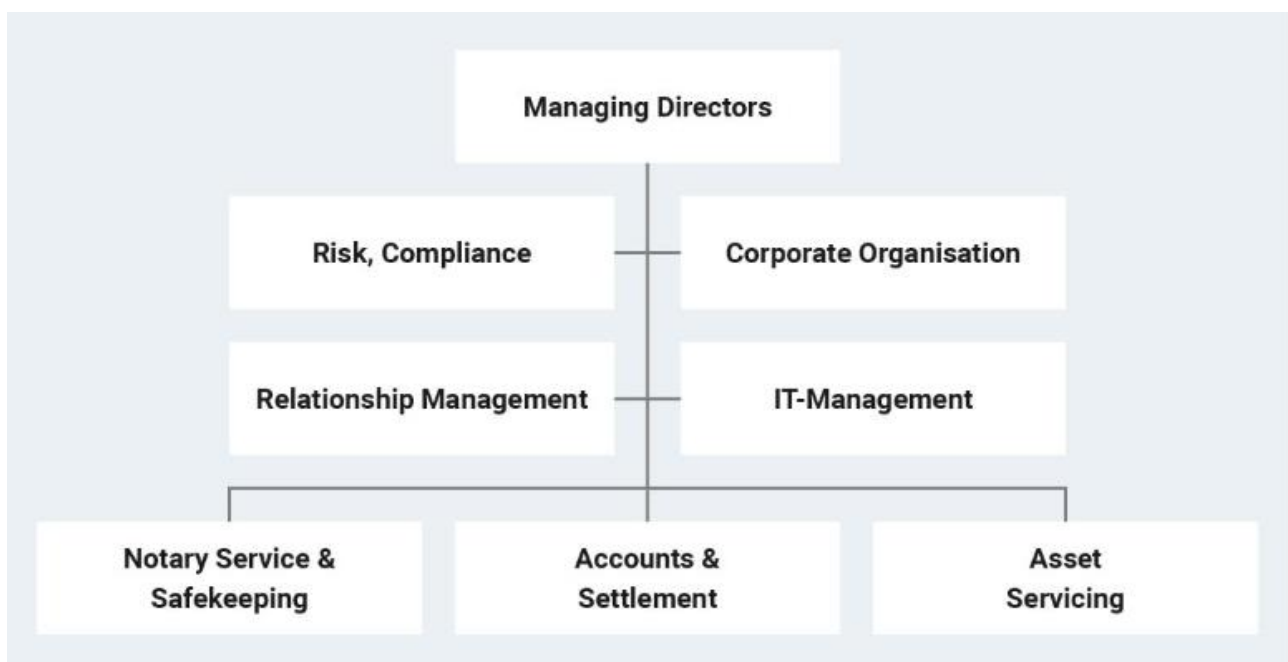 Managing Directors
Risk, Compliance
Corporate Organisation
Relationship Management
IT-Management
Notary Service &
Safekeeping
Accounts &
Settlement
Asset
Servicing